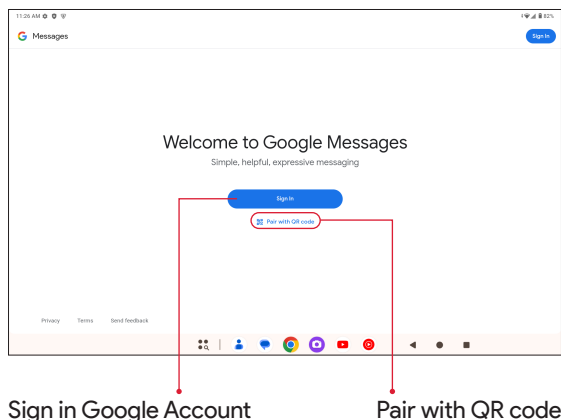 11:26 AM
82%
G Messages
Sign In
Welcome to Google Messages
Simple, helpful, expressive messaging
Sign In
Pair with QR code
Privacy Terms Send feedback
Sign in Google Account
Pair with QR code